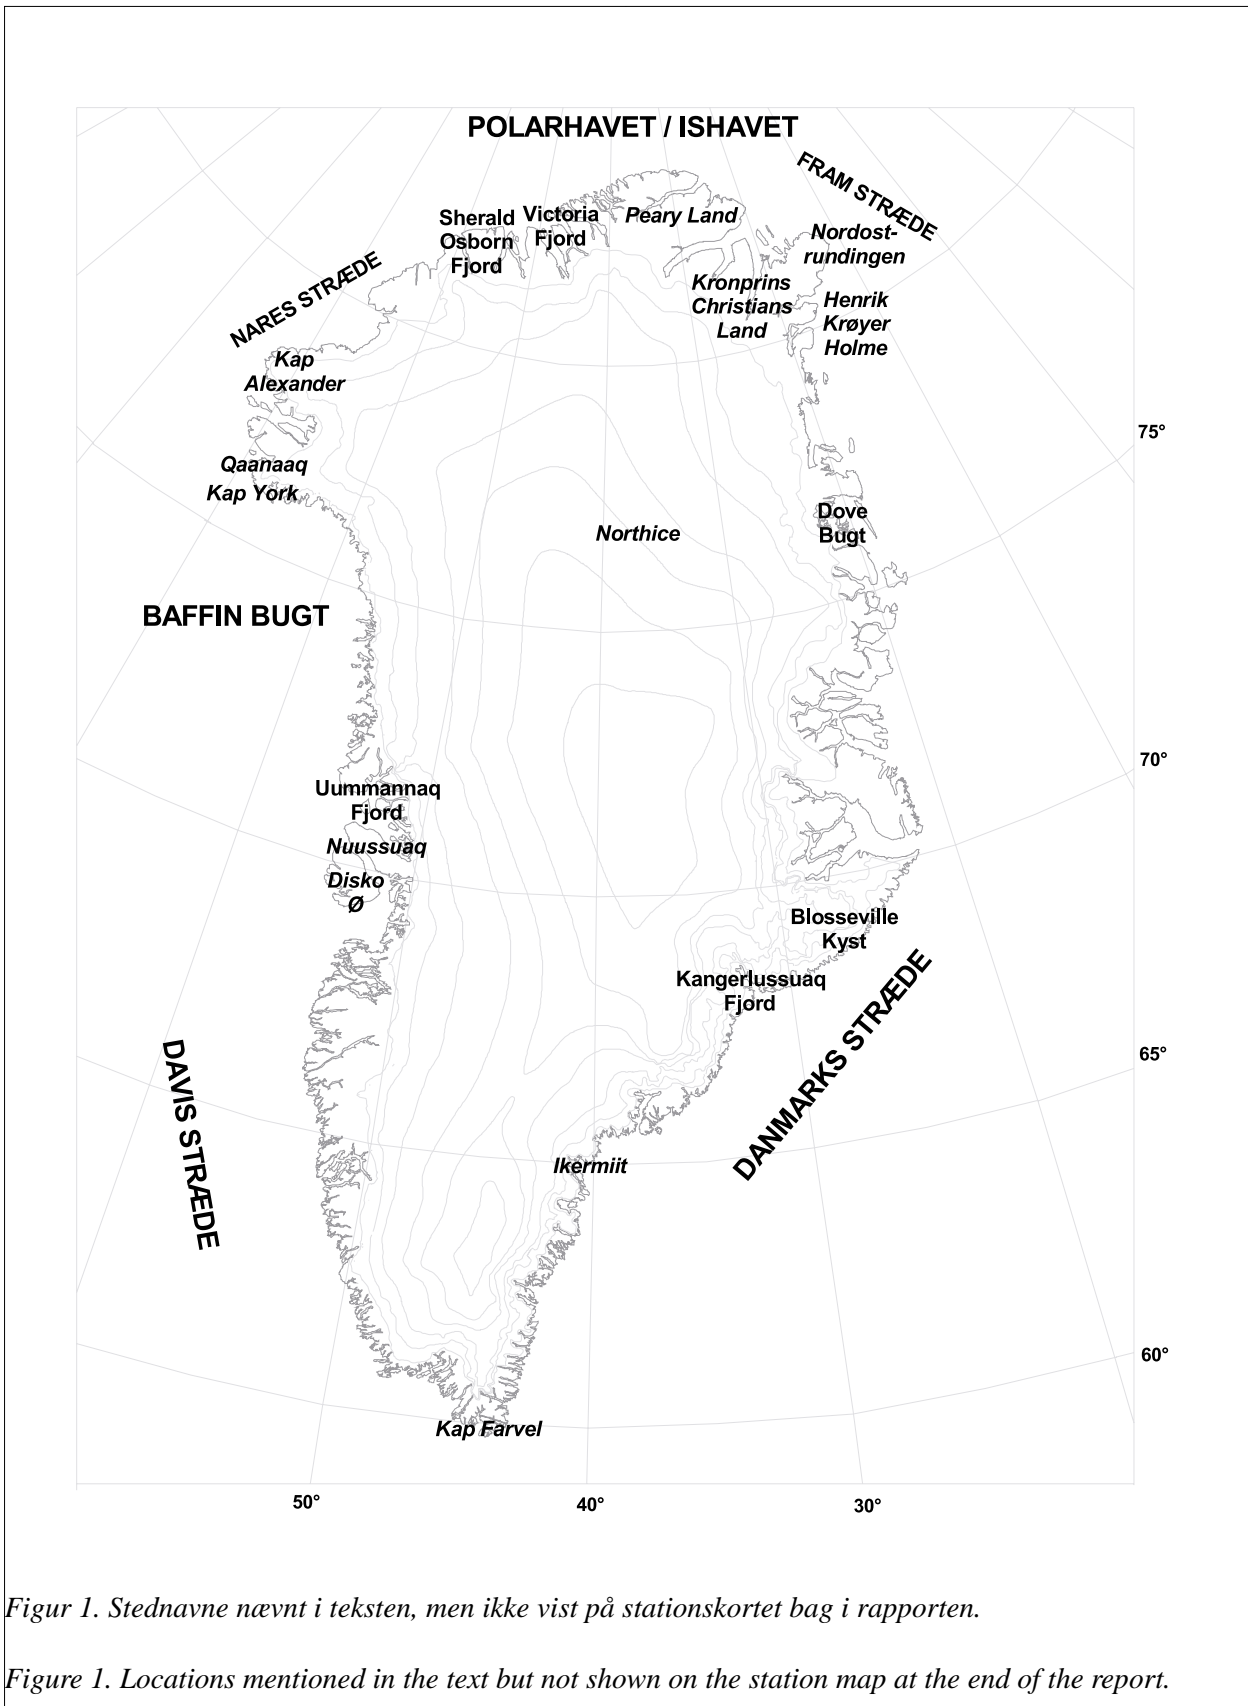 POLARHAVET / ISHAVET
FRAM STRÆDE
Sherald
Osborn
Fjord
Victoria
Fjord
Peary Land
Nordost-
rundingen
NARES STRÆDE
Kronprins
Christians
Land
Henrik
Krøyer
Holme
Kap
Alexander
75°
Qaanaaq
Kap York
Dove
Bugt
Northice
BAFFIN BUGT
70°
Uummannaq
Fjord
Nuussuaq
Disko
Ø
Blosseville
Kyst
Kangerlussuaq
Fjord
DANMARKS STRÆDE
65°
DAVIS STRÆDE
Ikermiit
60°
Kap Farvel
50°
40°
30°
Figur 1. Stednavne nævnt i teksten, men ikke vist på stationskortet bag i rapporten.
Figure 1. Locations mentioned in the text but not shown on the station map at the end of the report.